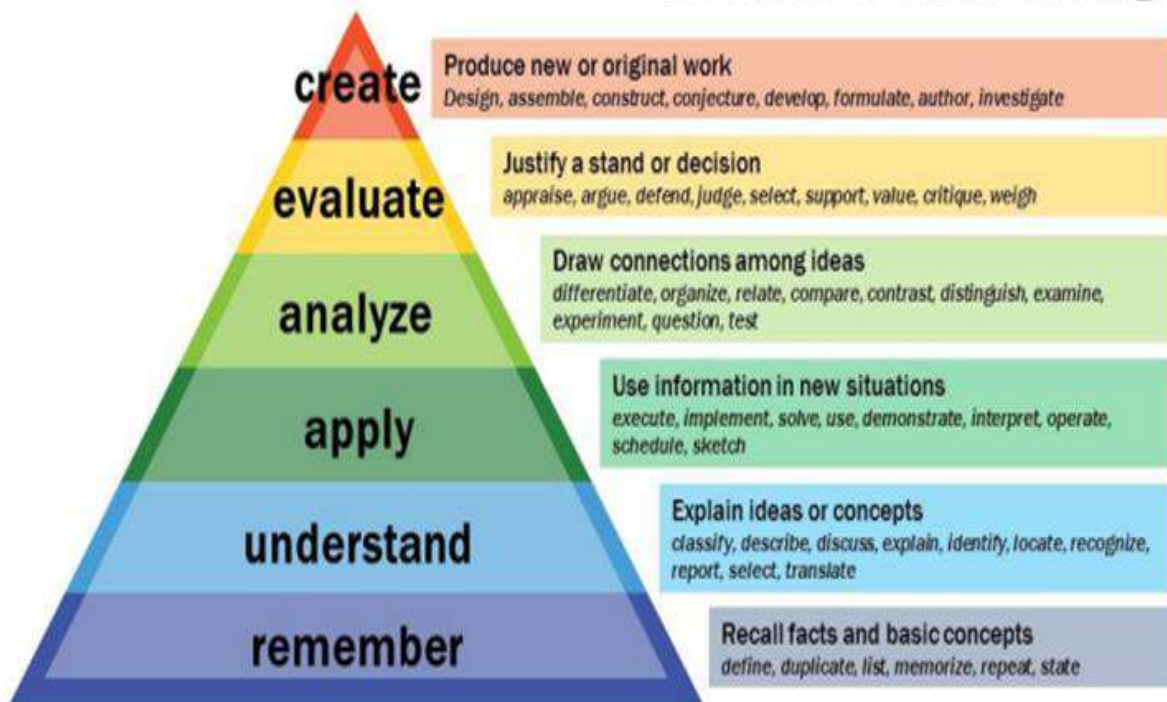 create
Produce new or original work
Design, assemble, construct, conjecture, develop, formulate, author, investigate
evaluate
Justify a stand or decision
appraise, argue, defend, judge, select, support, value, critique, weigh
analyze
Draw connections among ideas
differentiate, organize, relate, compare, contrast, distinguish, examine,
experiment, question, test
apply
Use information in new situations
execute, implement, solve, use, demonstrate, interpret, operate,
schedule, sketch
understand
Explain ideas or concepts
classify, describe, discuss, explain, identify, locate, recognize,
report, select, translate
remember
Recall facts and basic concepts
define, duplicate, list, memorize, repeat, state